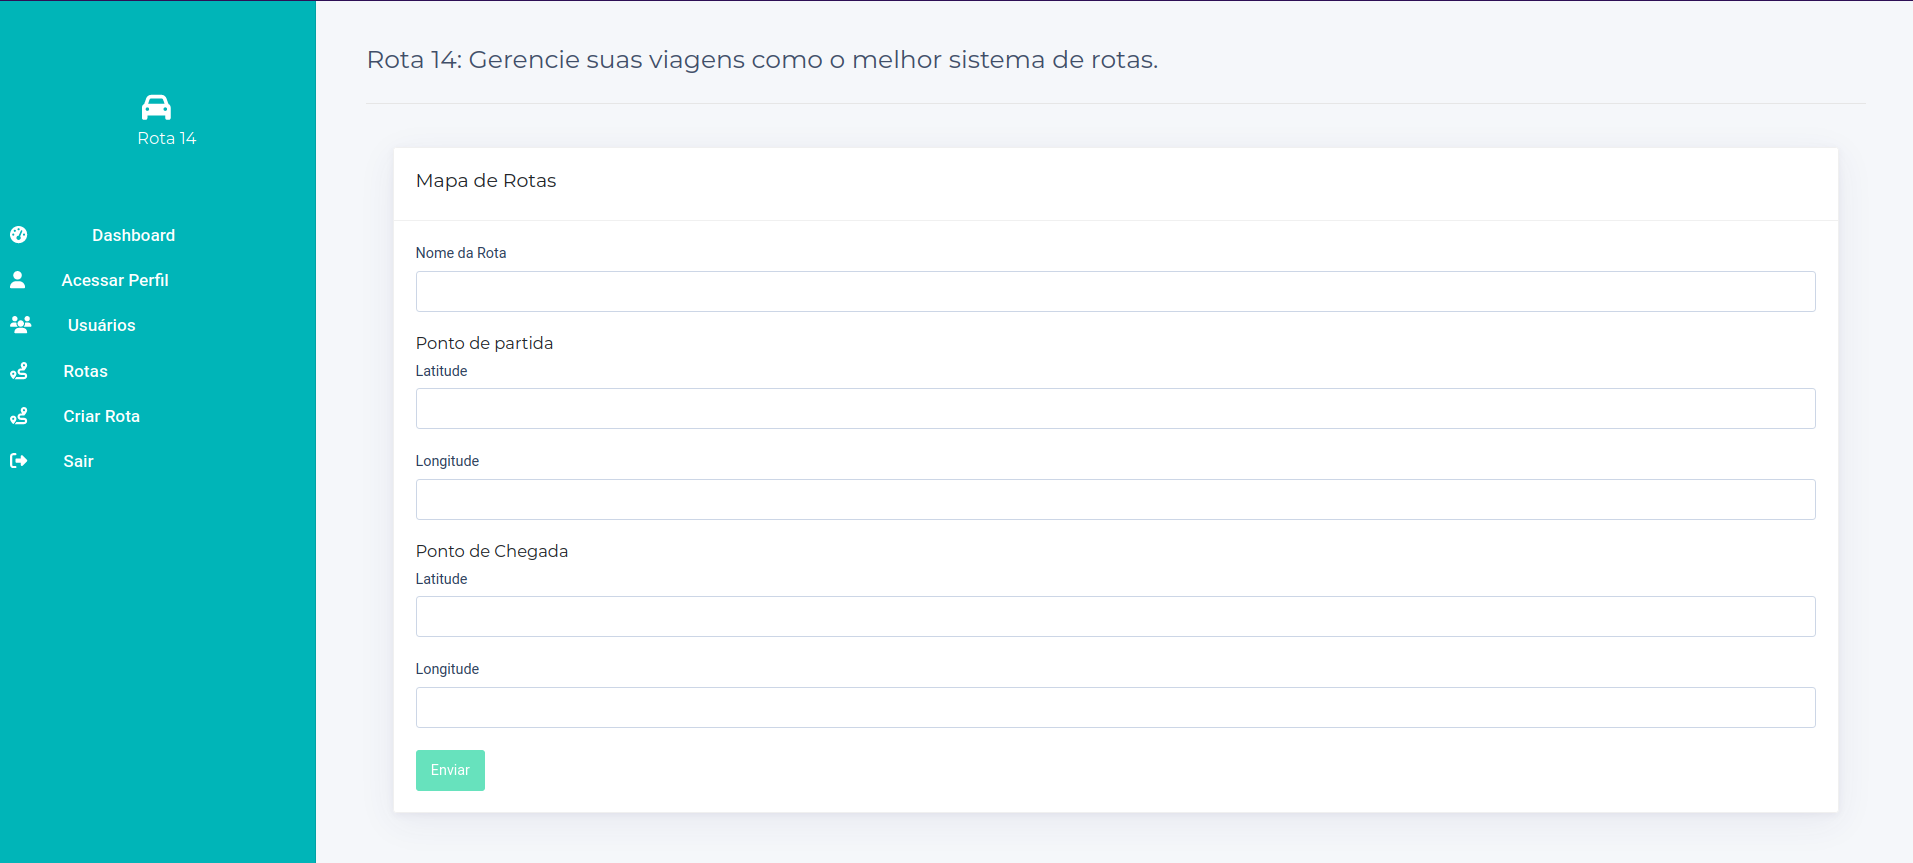 Rota 14
Dashboard
Acessar Perfil
Usuários
Rotas
Criar Rota
Sair
Rota 14: Gerencie suas viagens como o melhor sistema de rotas.
Mapa de Rotas
Nome da Rota
Ponto de partida
Latitude
Longitude
Ponto de Chegada
Latitude
Longitude
Enviar